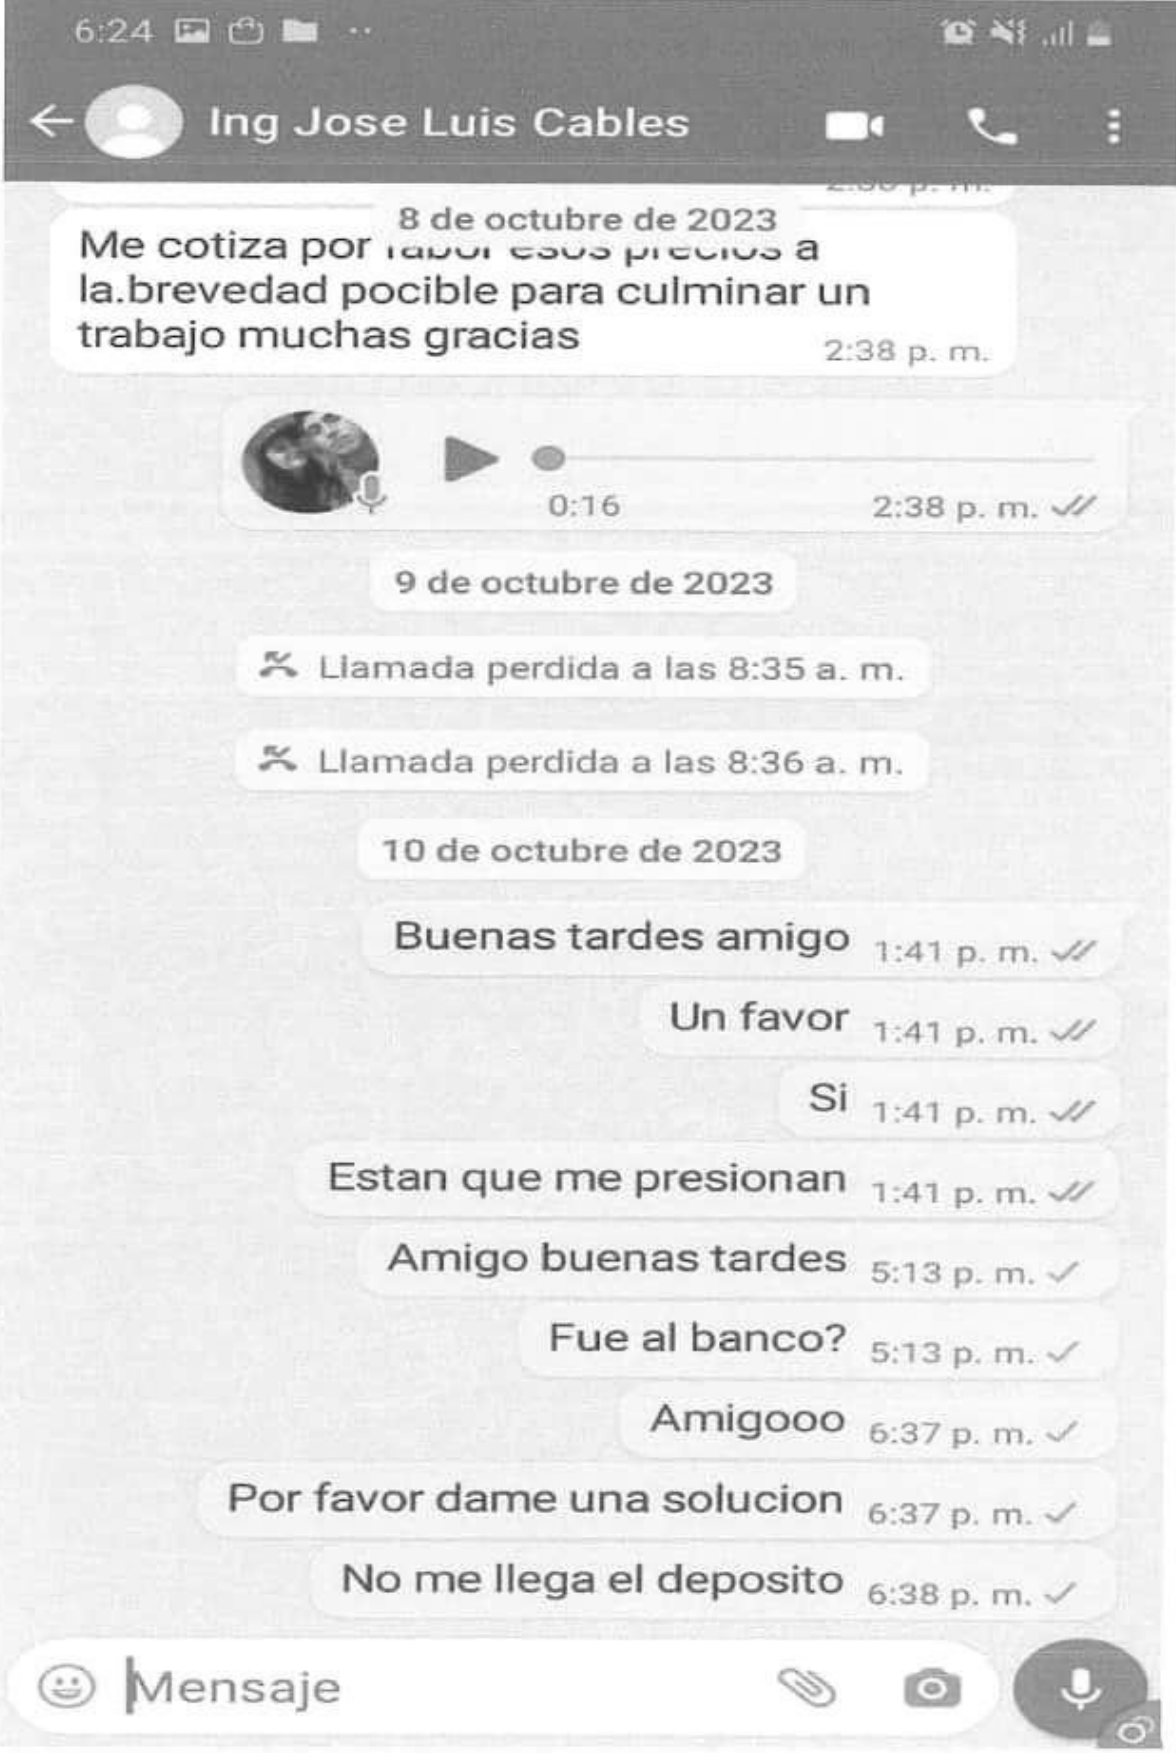 6:24
Ing Jose Luis Cables
8 de octubre de 2023
Me cotiza por fabor esos precios a
la.brevedad pocible para culminar un
trabajo muchas gracias
2:38 p. m.
0:16 2:38 p. m.
9 de octubre de 2023
Llamada perdida a las 8:35 a. m.
Llamada perdida a las 8:36 a. m.
10 de octubre de 2023
Buenas tardes amigo 1:41 p. m.
Un favor 1:41 p. m.
Si 1:41 p. m.
Estan que me presionan 1:41 p. m.
Amigo buenas tardes 5:13 p. m.
Fue al banco? 5:13 p. m.
Amigooo 6:37 p. m.
Por favor dame una solucion 6:37 p. m.
No me llega el deposito 6:38 p. m.
Mensaje